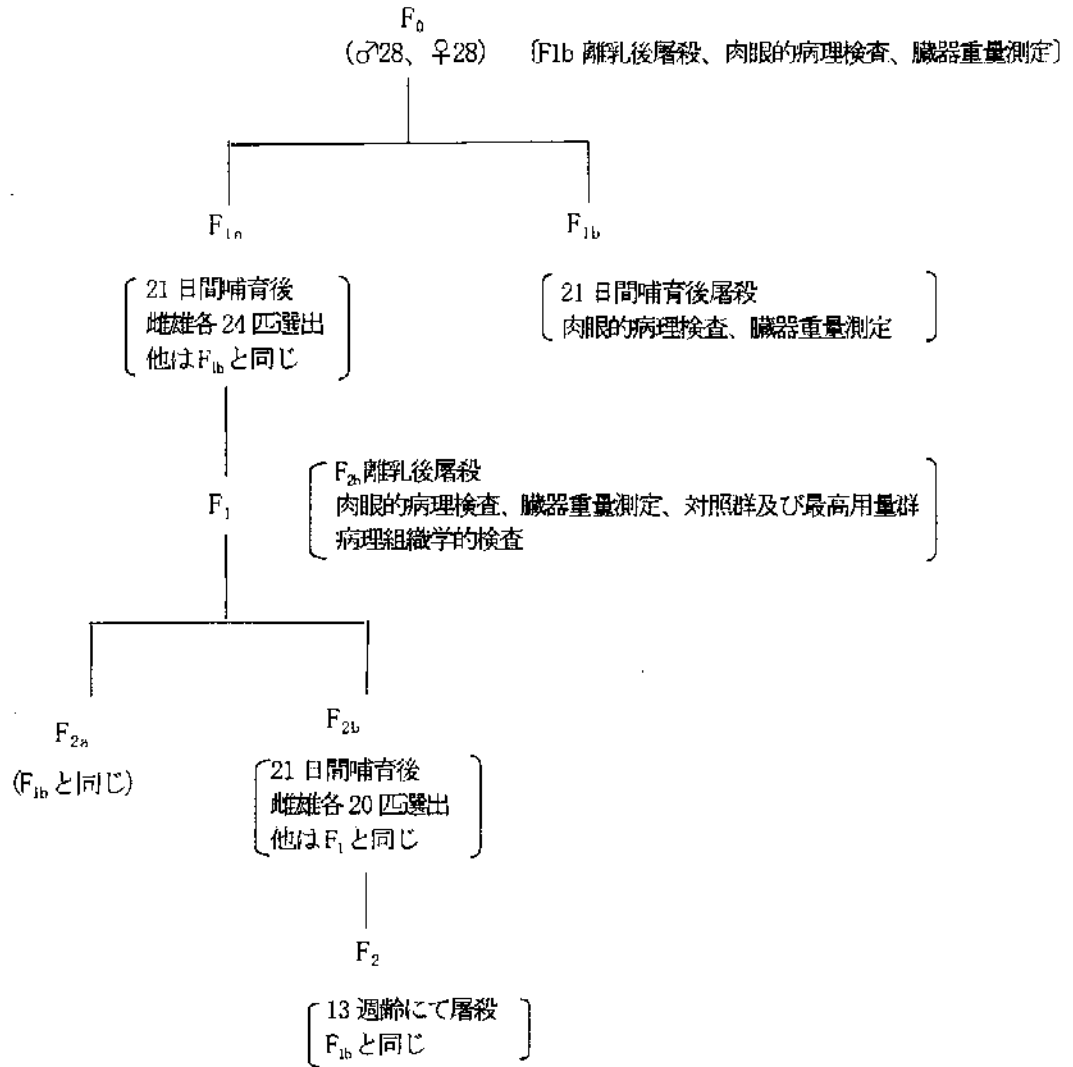 F₀
(♂28、♀28) 〔F1b 離乳後屠殺、肉眼的病理検査、臓器重量測定〕
F₁ₐ
F₁b
21 日間哺育後
雌雄各 24 匹選出
他は F₁b と同じ
21 日間哺育後屠殺
肉眼的病理検査、臓器重量測定
F₁
F₂b 離乳後屠殺
肉眼的病理検査、臓器重量測定、対照群及び最高用量群
病理組織学的検査
F₂ₐ
(F₁b と同じ)
F₂b
21 日間哺育後
雌雄各 20 匹選出
他は F₁ と同じ
F₂
13 週齢にて屠殺
F₁b と同じ